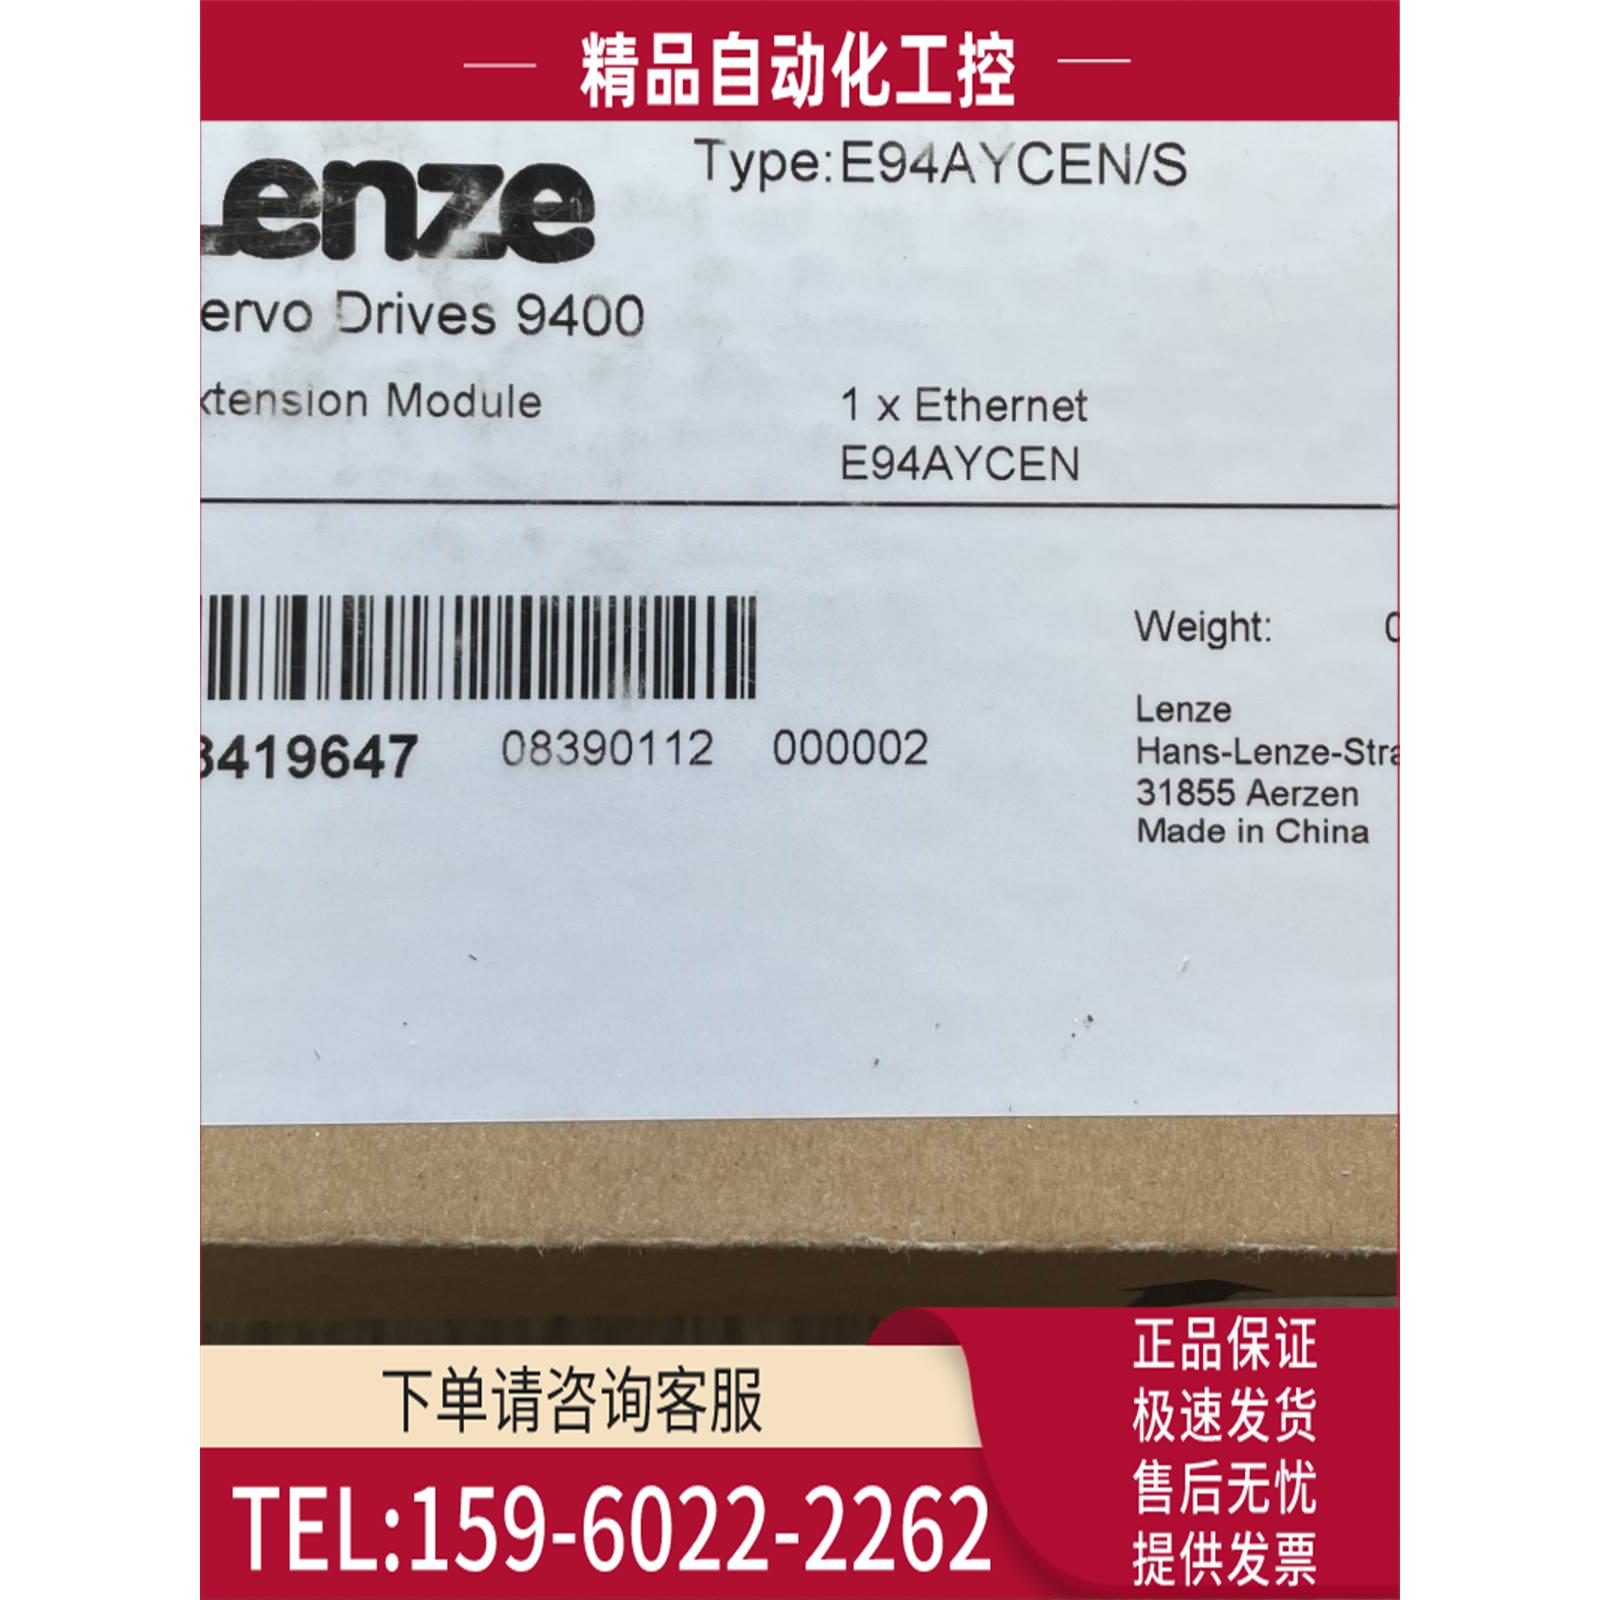 精品自动化工控
Lenze
Type:E94AYCEN/S
ervo Drives 9400
xtension Module
1 x Ethernet
E94AYCEN
3419647 08390112 000002
Weight: 0
Lenze
Hans-Lenze-Stra
31855 Aerzen
Made in China
下单请咨询客服
TEL:159-6022-2262
正品保证
极速发货
售后无忧
提供发票